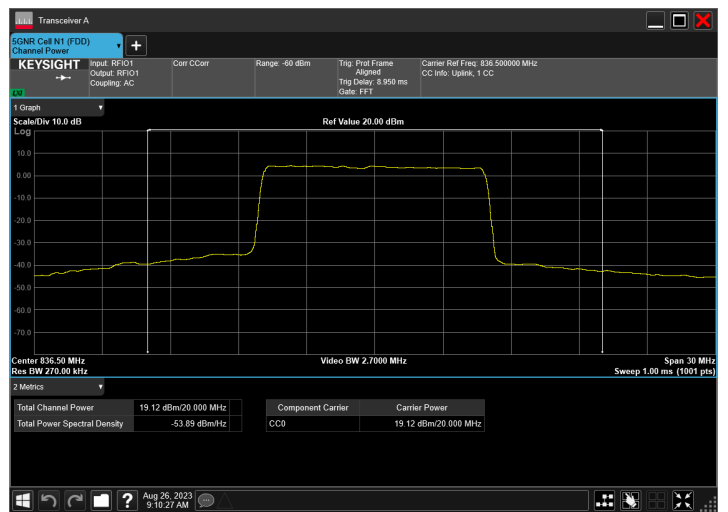 Transceiver A
5GNR Cell N1 (FDD)
Channel Power
+
KEYSIGHT
LXI
Input: RFIO1
Output: RFIO1
Coupling: AC
Corr CCorr
Range: -60 dBm
Trig: Prot Frame
Aligned
Trig Delay: 8.950 ms
Gate: FFT
Carrier Ref Freq: 836.500000 MHz
CC Info: Uplink, 1 CC
1 Graph
Scale/Div 10.0 dB
Ref Value 20.00 dBm
Log
10.0
0.00
-10.0
-20.0
-30.0
-40.0
-50.0
-60.0
-70.0
Center 836.50 MHz
Video BW 2.7000 MHz
Span 30 MHz
Res BW 270.00 kHz
Sweep 1.00 ms (1001 pts)
2 Metrics
Total Channel Power 19.12 dBm/20.000 MHz
Total Power Spectral Density -53.89 dBm/Hz
Component Carrier Carrier Power
CC0 19.12 dBm/20.000 MHz
?
Aug 26, 2023
9:10:27 AM